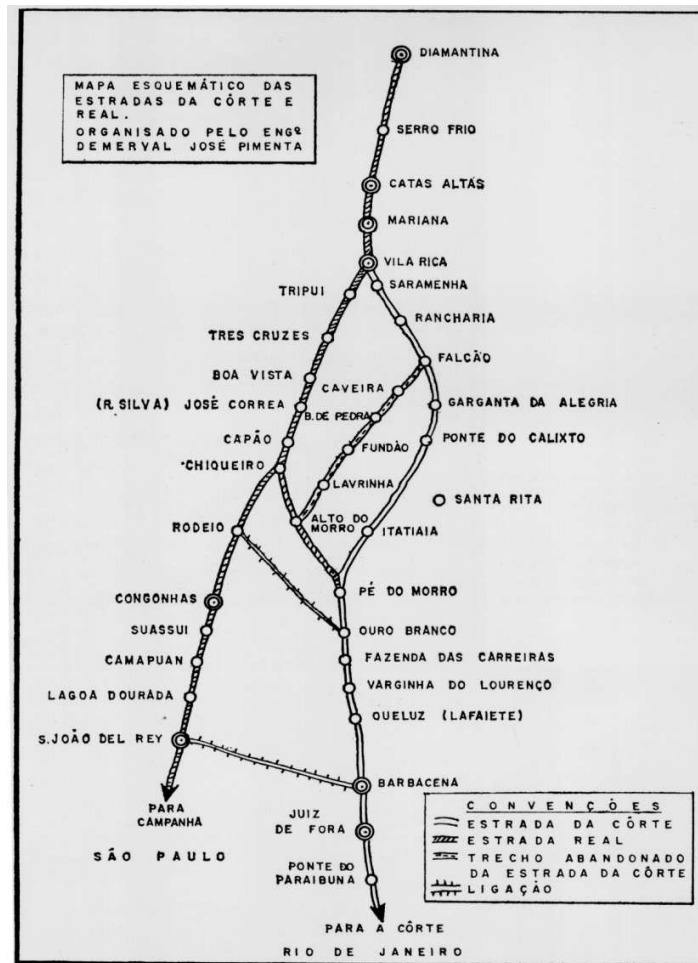 MAPA ESQUEMÁTICO DAS
ESTRADAS DA CÔRTE E
REAL.
ORGANISADO PELO ENGº
DEMERVAL JOSÉ PIMENTA
DIAMANTINA
SERRO FRIO
CATAS ALTÁS
MARIANA
VILA RICA
SARAMENHA
TRIPUI
RANCHARIA
TRES CRUZES
FALCÃO
BOA VISTA
CAVEIRA
(R. SILVA) JOSÉ CORREA
GARGANTA DA ALEGRIA
B. DE PEDRA
CAPÃO
PONTE DO CALIXTO
FUNDÃO
CHIQUEIRO
LAVRINHA
SANTA RITA
ALTO DO
MORRO
RODEIO
ITATIAIA
PÉ DO MORRO
CONGONHAS
SUASSUI
OURO BRANCO
CAMAPUAN
FAZENDA DAS CARREIRAS
VARGINHA DO LOURENÇO
LAGOA DOURADA
QUELUZ (LAFAIETE)
S. JOÃO DEL REY
BARBACENA
PARA
CAMPANHA
SÃO PAULO
JUIZ
DE FORA
PONTE DO
PARAIBUNA
PARA A CÔRTE
RIO DE JANEIRO
CONVENÇÕES
ESTRADA DA CÔRTE
ESTRADA REAL
TRECHO ABANDONADO
DA ESTRADA DA CÔRTE
LIGAÇÃO